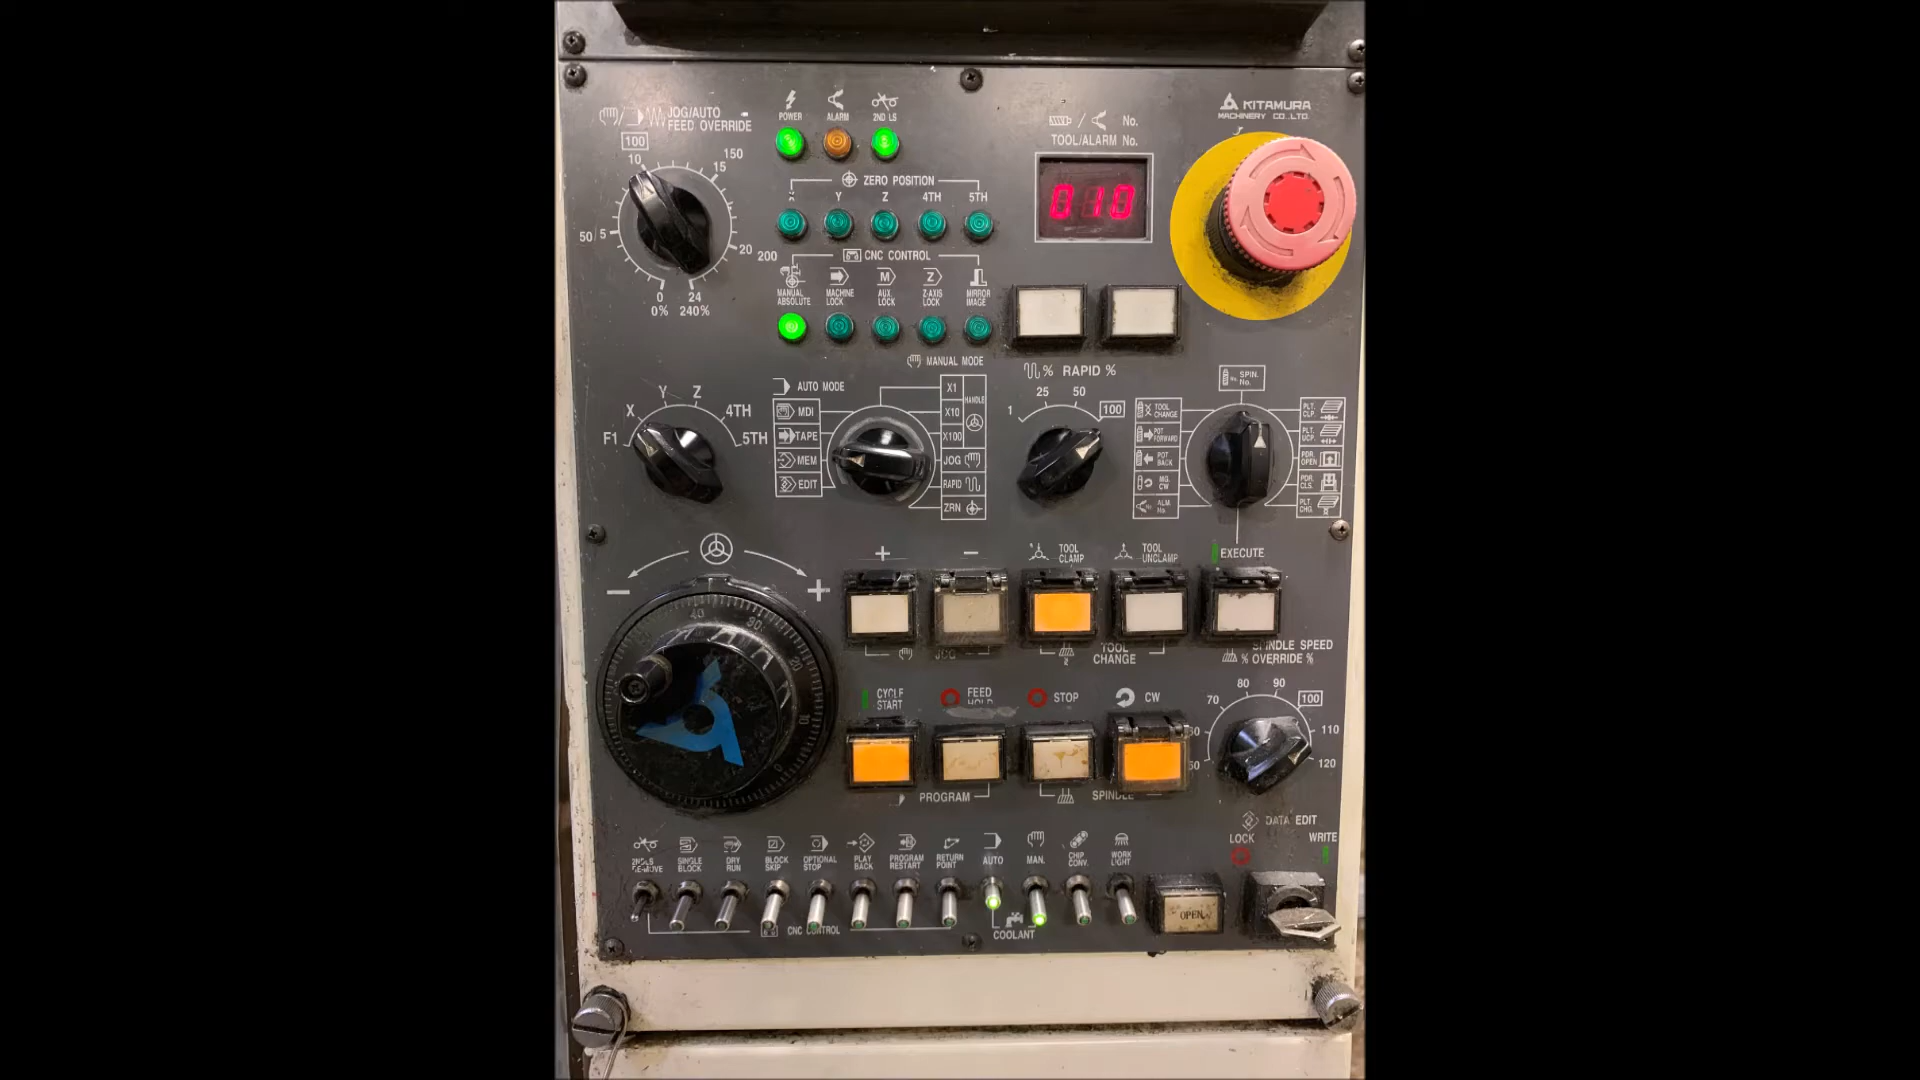 JOG/AUTO
FEED OVERRIDE
100
10
150
15
50
5
20
200
0
24
0%
240%
POWER
ALARM
2ND LS
ZERO POSITION
X
Y
Z
4TH
5TH
CNC CONTROL
M
Z
MANUAL
ABSOLUTE
MACHINE
LOCK
AUX.
LOCK
Z-AXIS
LOCK
MIRROR
IMAGE
No.
TOOL/ALARM No.
010
KITAMURA
MACHINERY CO.,LTD.
F1
X
Y
Z
4TH
5TH
AUTO MODE
MDI
TAPE
MEM
EDIT
MANUAL MODE
X1
X10
X100
HANDLE
JOG
RAPID
ZRN
% RAPID %
1
25
50
100
SPIN.
No.
TOOL
CHANGE
POT
FORWARD
POT
BACK
MG.
CW
ALM.
No.
PLT.
CLP.
PLT.
UCP.
PDR.
OPEN
PDR.
CLS.
PLT.
CHG.
EXECUTE
−
+
40
30
20
10
0
+
−
JOG
TOOL
CLAMP
TOOL
UNCLAMP
TOOL
CHANGE
SPINDLE SPEED
% OVERRIDE %
70
80
90
100
110
120
CYCLE
START
FEED
HOLD
STOP
CW
PROGRAM
SPINDLE
DATA EDIT
LOCK
WRITE
SINGLE
BLOCK
DRY
RUN
BLOCK
SKIP
OPTIONAL
STOP
PLAY
BACK
PROGRAM
RESTART
RETURN
POINT
AUTO
MAN.
CHIP
CONV.
WORK
LIGHT
CNC CONTROL
COOLANT
OPEN